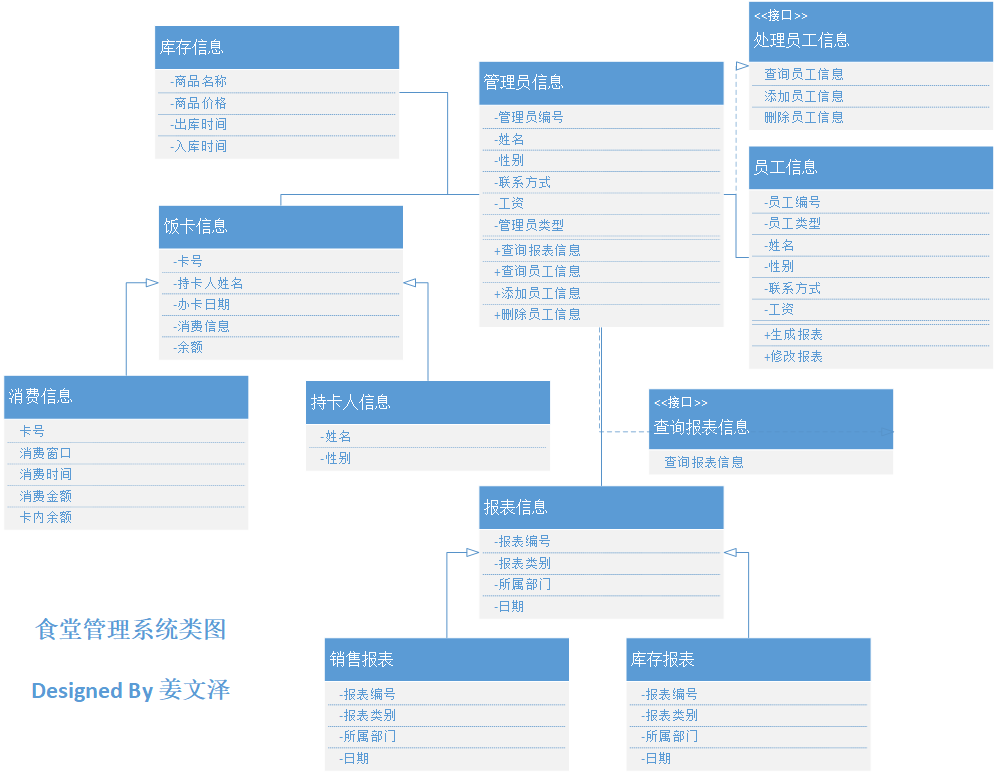 库存信息
-商品名称
-商品价格
-出库时间
-入库时间
管理员信息
-管理员编号
-姓名
-性别
-联系方式
-工资
-管理员类型
+查询报表信息
+查询员工信息
+添加员工信息
+删除员工信息
<<接口>>
处理员工信息
查询员工信息
添加员工信息
删除员工信息
员工信息
-员工编号
-员工类型
-姓名
-性别
-联系方式
-工资
+生成报表
+修改报表
饭卡信息
-卡号
-持卡人姓名
-办卡日期
-消费信息
-余额
消费信息
卡号
消费窗口
消费时间
消费金额
卡内余额
持卡人信息
-姓名
-性别
<<接口>>
查询报表信息
查询报表信息
报表信息
-报表编号
-报表类别
-所属部门
-日期
销售报表
-报表编号
-报表类别
-所属部门
-日期
库存报表
-报表编号
-报表类别
-所属部门
-日期
食堂管理系统类图
Designed By 姜文泽